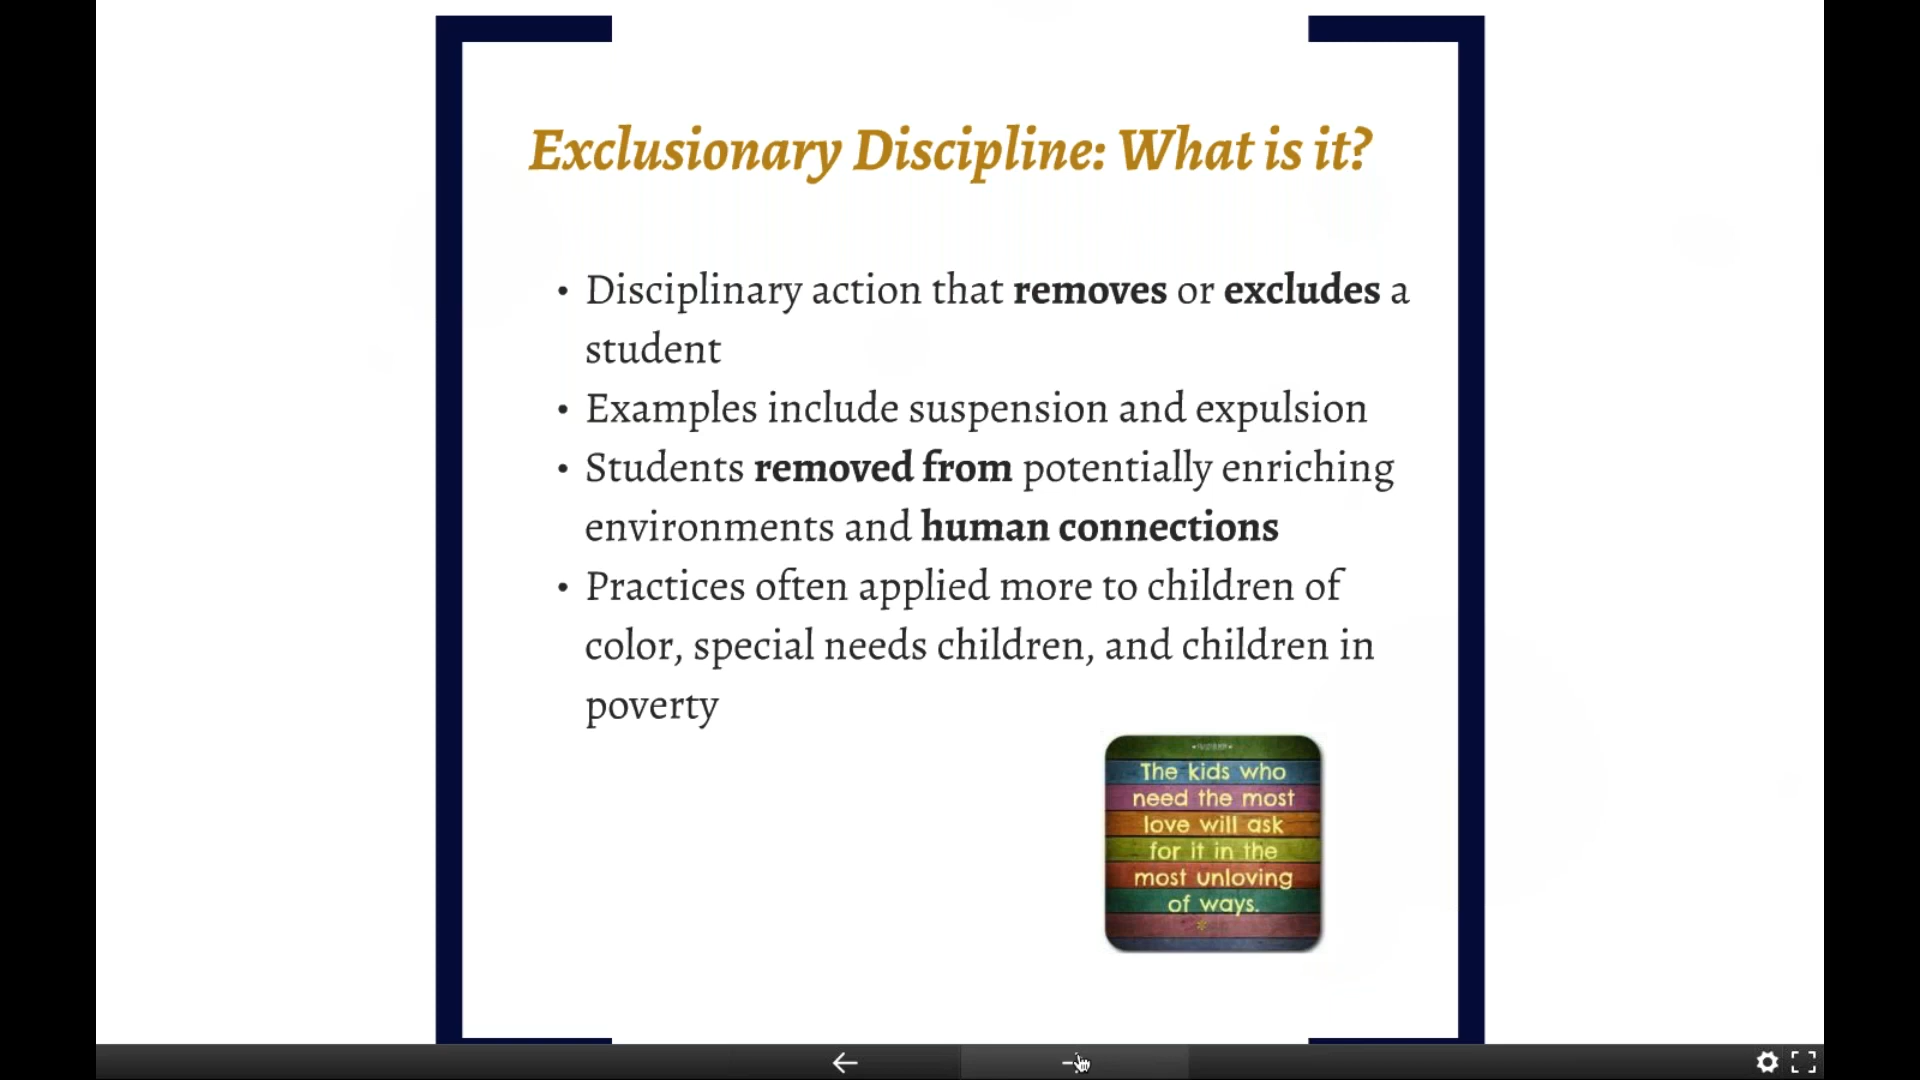 Exclusionary Discipline: What is it?
• Disciplinary action that removes or excludes a
student
• Examples include suspension and expulsion
• Students removed from potentially enriching
environments and human connections
• Practices often applied more to children of
color, special needs children, and children in
poverty
The kids who
need the most
love will ask
for it in the
most unloving
of ways.